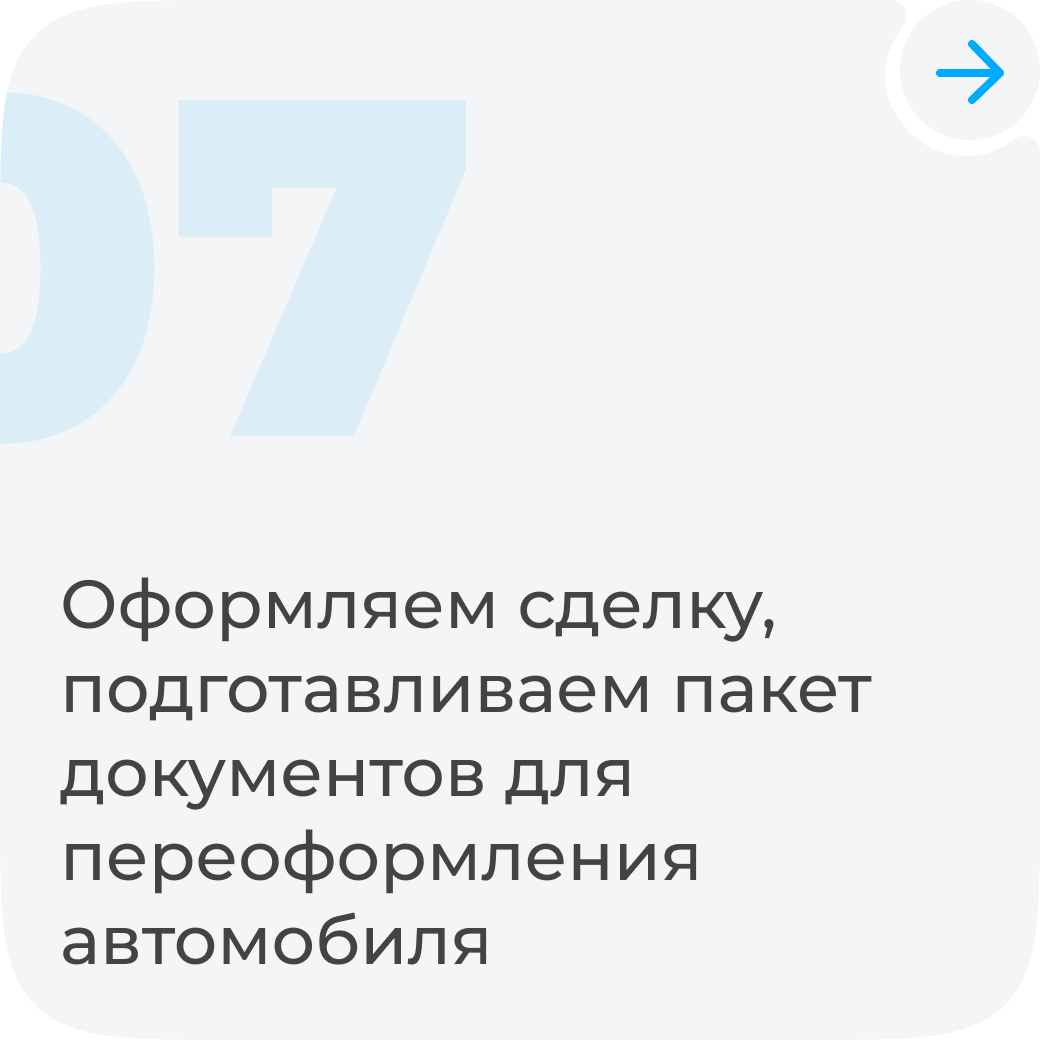 07
Оформляем сделку,
подготавливаем пакет
документов для
переоформления
автомобиля